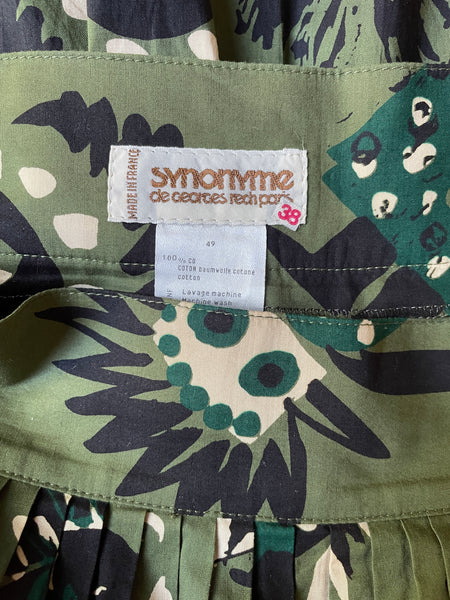 MADE IN FRANCE
synonyme
de georges rech paris
38
49
100 % CO
COTON baumwolle cotone
cotton
Lavage machine
Machine wash